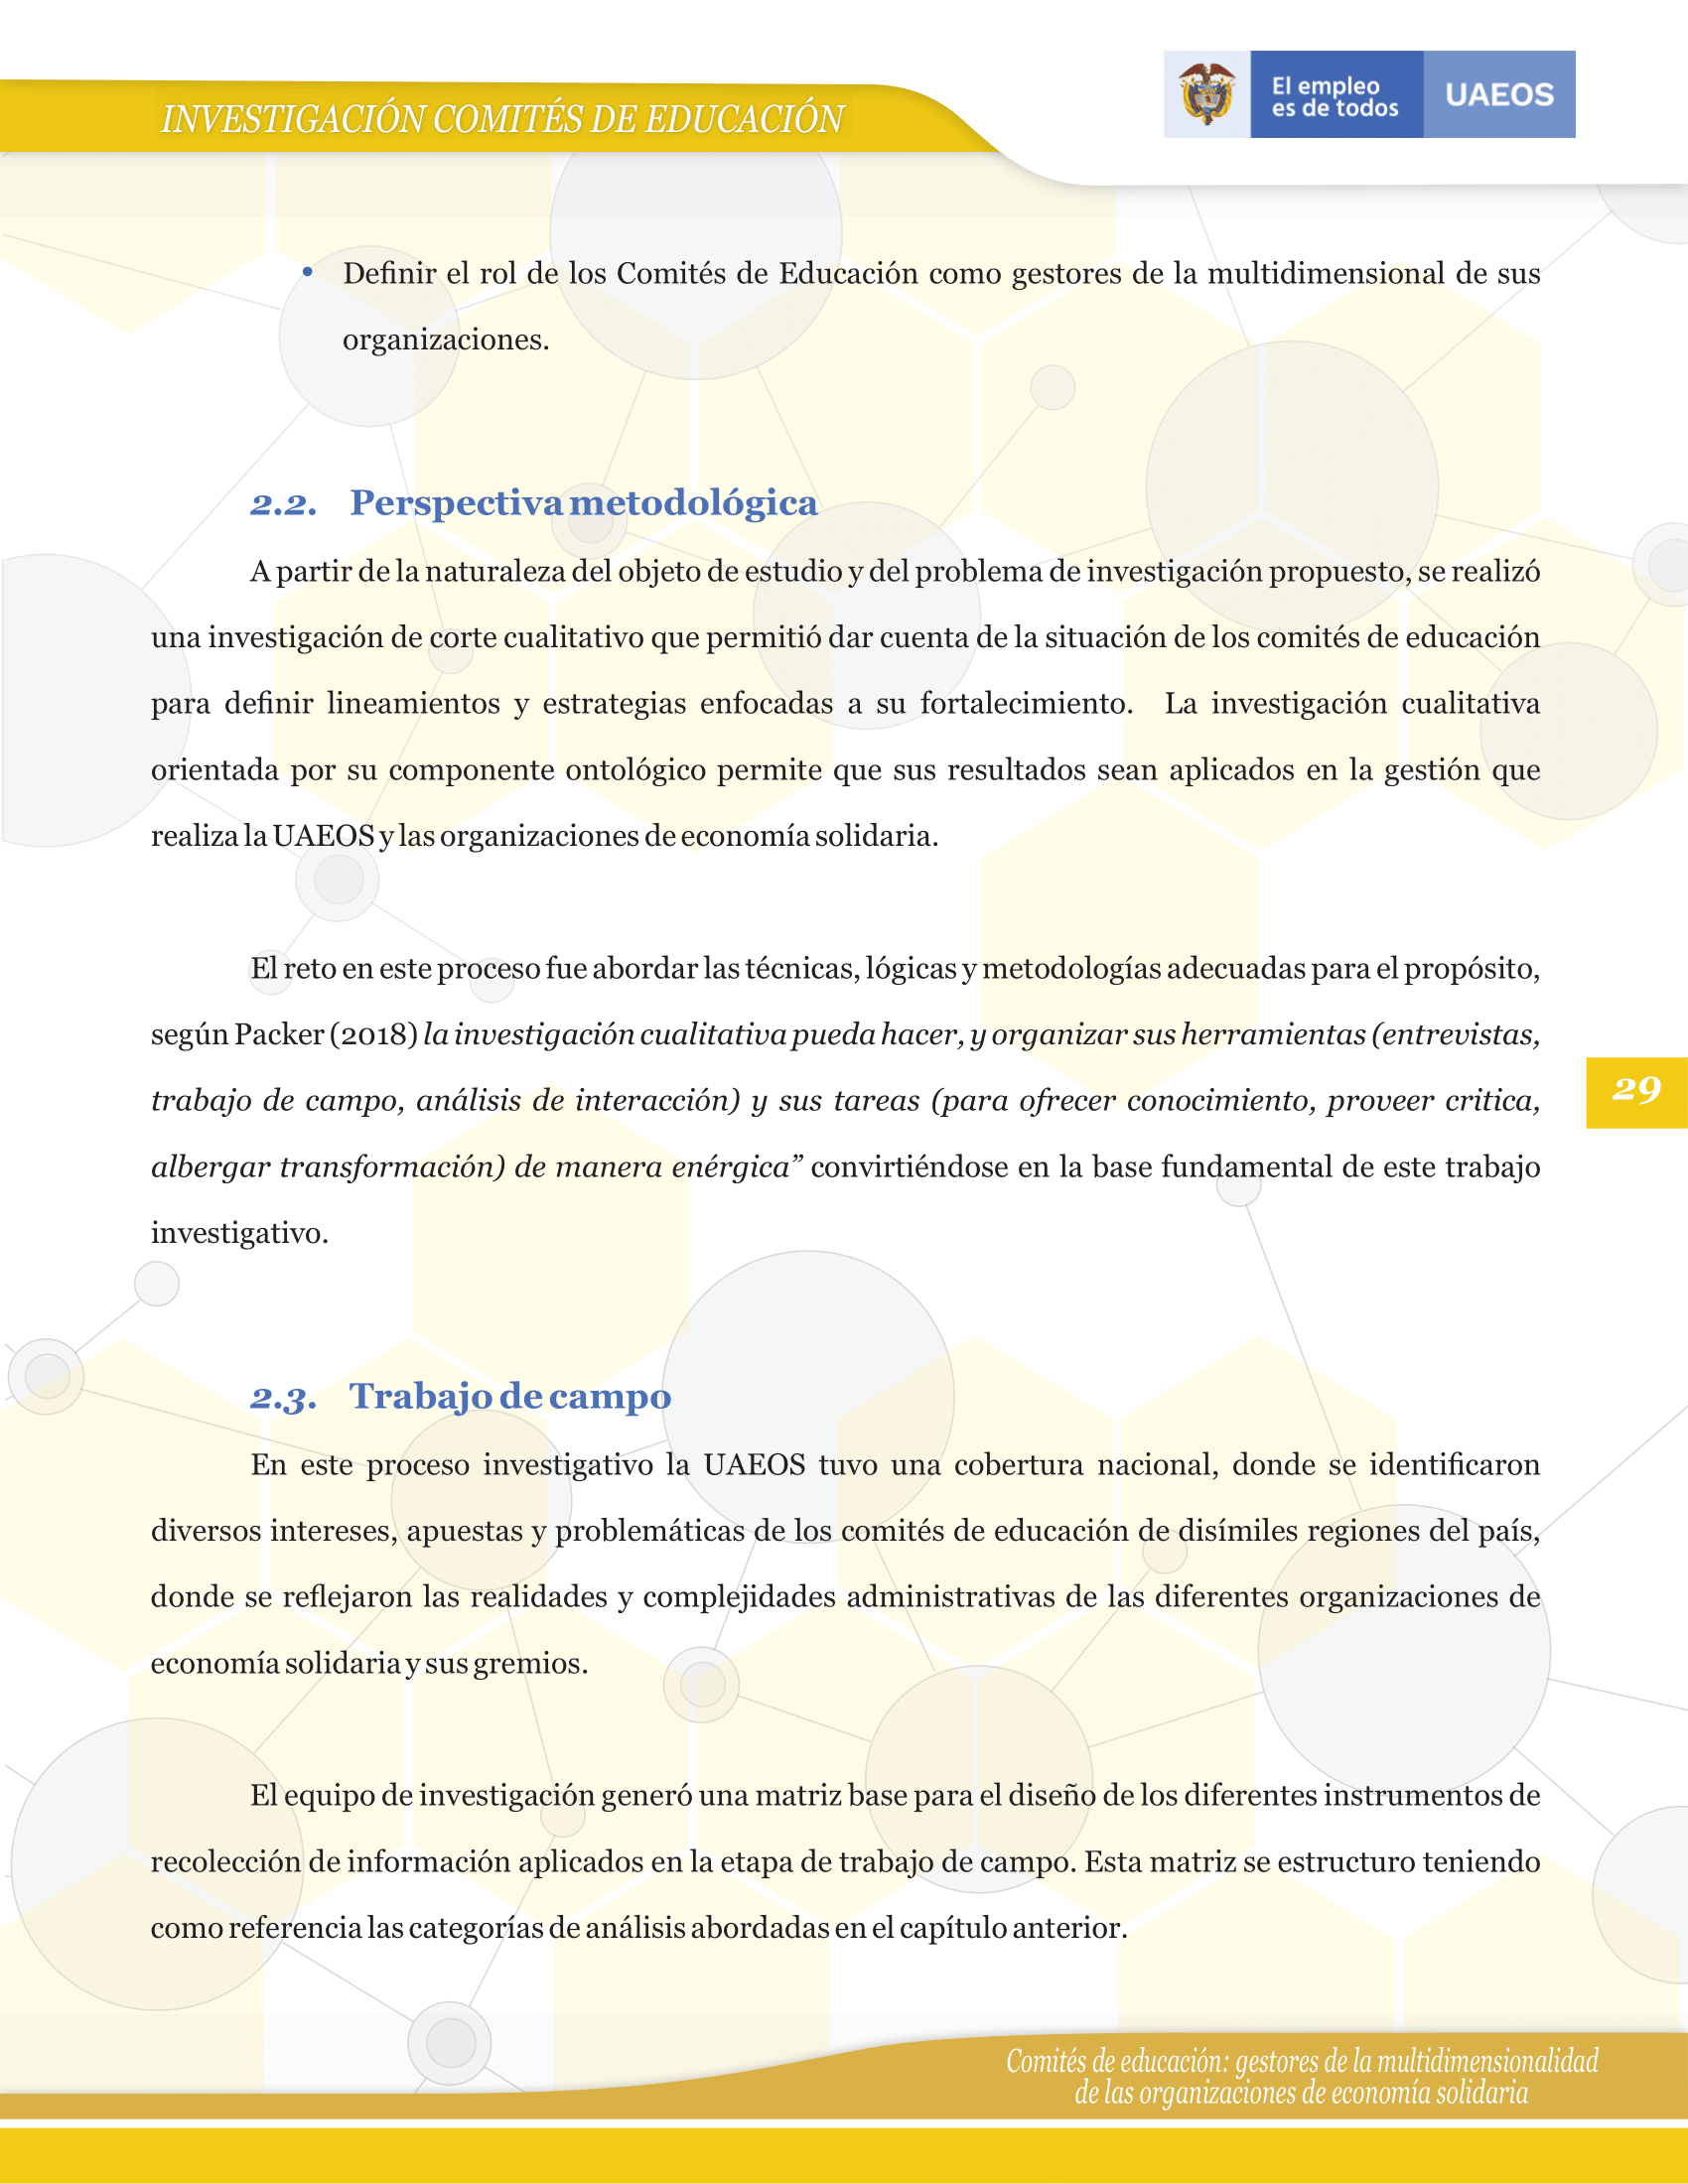 INVESTIGACIÓN COMITÉS DE EDUCACIÓN
El empleo
es de todos
UAEOS
• Definir el rol de los Comités de Educación como gestores de la multidimensional de sus
organizaciones.
2.2. Perspectiva metodológica
A partir de la naturaleza del objeto de estudio y del problema de investigación propuesto, se realizó
una investigación de corte cualitativo que permitió dar cuenta de la situación de los comités de educación
para definir lineamientos y estrategias enfocadas a su fortalecimiento. La investigación cualitativa
orientada por su componente ontológico permite que sus resultados sean aplicados en la gestión que
realiza la UAEOS y las organizaciones de economía solidaria.
El reto en este proceso fue abordar las técnicas, lógicas y metodologías adecuadas para el propósito,
según Packer (2018) la investigación cualitativa pueda hacer, y organizar sus herramientas (entrevistas,
trabajo de campo, análisis de interacción) y sus tareas (para ofrecer conocimiento, proveer critica,
albergar transformación) de manera enérgica” convirtiéndose en la base fundamental de este trabajo
investigativo.
29
2.3. Trabajo de campo
En este proceso investigativo la UAEOS tuvo una cobertura nacional, donde se identificaron
diversos intereses, apuestas y problemáticas de los comités de educación de disímiles regiones del país,
donde se reflejaron las realidades y complejidades administrativas de las diferentes organizaciones de
economía solidaria y sus gremios.
El equipo de investigación generó una matriz base para el diseño de los diferentes instrumentos de
recolección de información aplicados en la etapa de trabajo de campo. Esta matriz se estructuro teniendo
como referencia las categorías de análisis abordadas en el capítulo anterior.
Comités de educación: gestores de la multidimensionalidad
de las organizaciones de economía solidaria